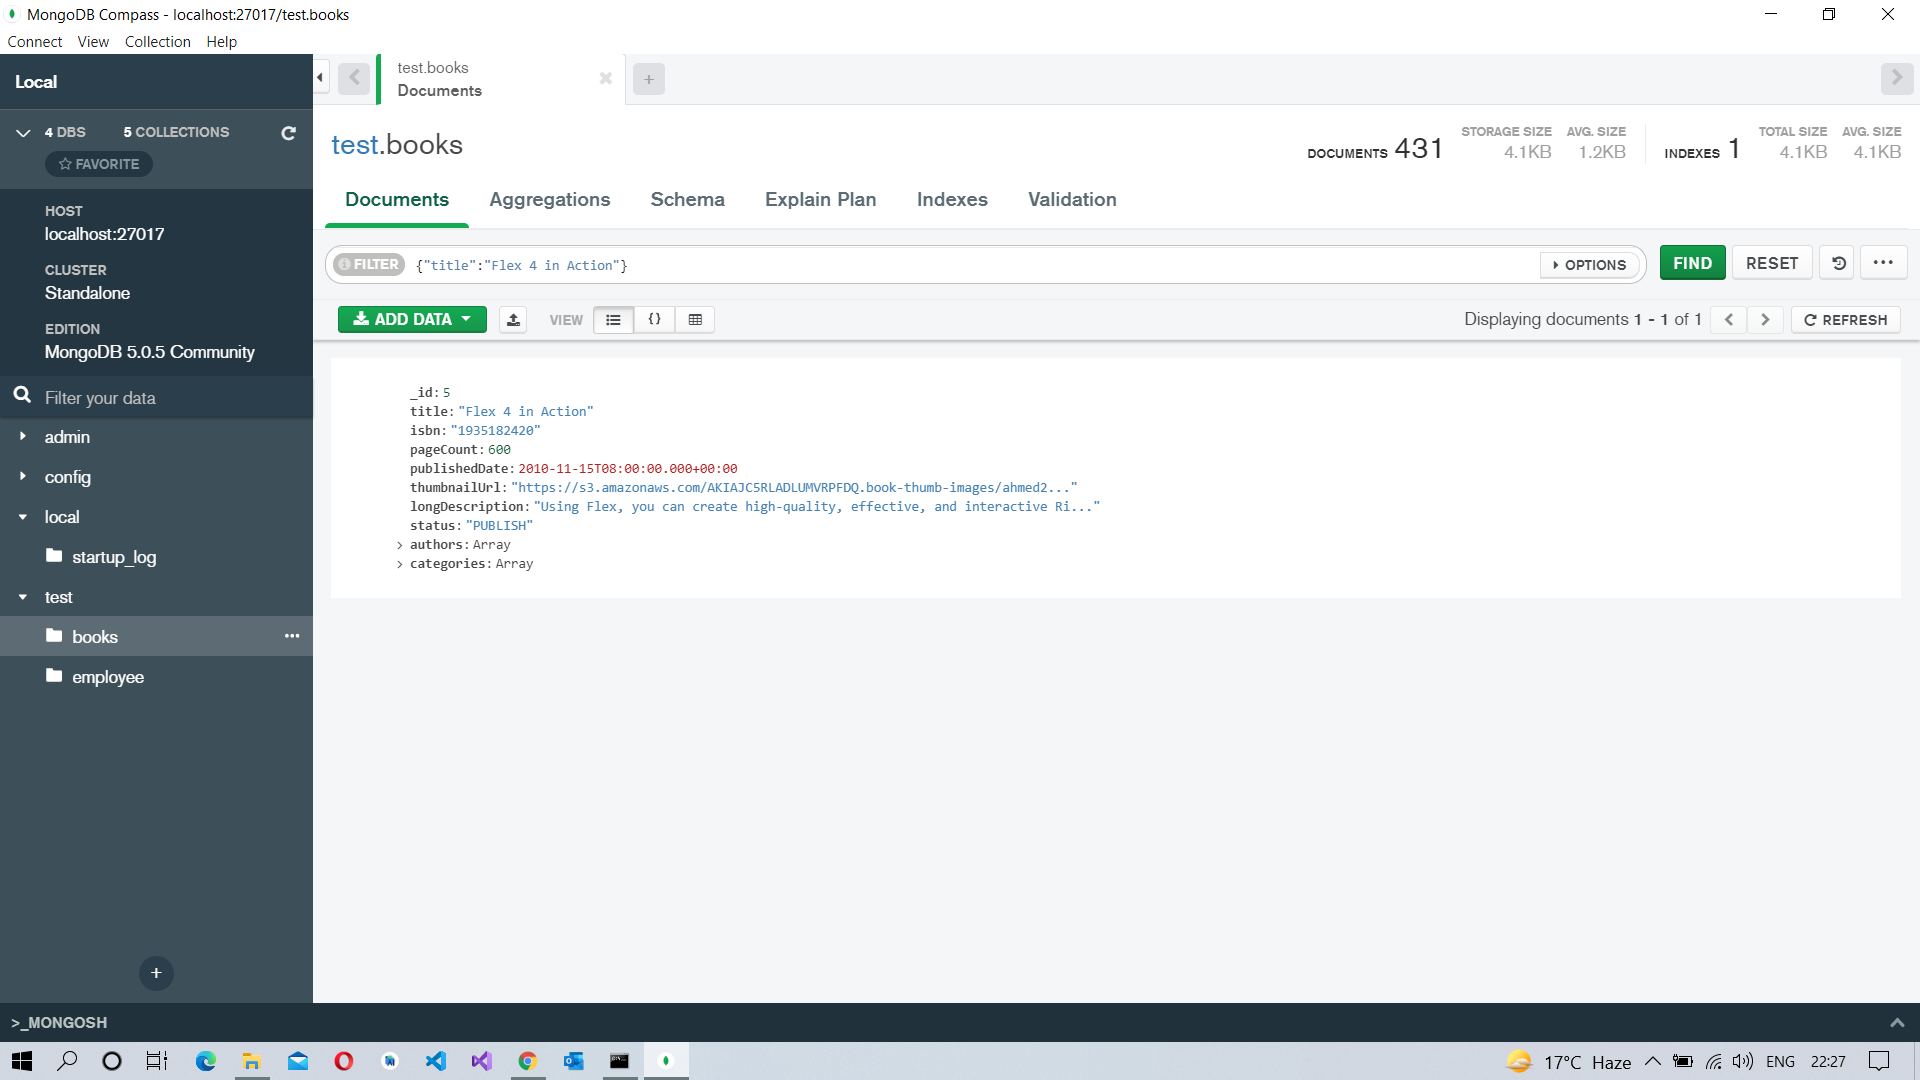 MongoDB Compass - localhost:27017/test.books
Connect View Collection Help
Local
4 DBS 5 COLLECTIONS
FAVORITE
HOST
localhost:27017
CLUSTER
Standalone
EDITION
MongoDB 5.0.5 Community
Filter your data
admin
config
local
startup_log
test
books
employee
test.books
Documents
test.books
DOCUMENTS 431
STORAGE SIZE
4.1KB
AVG. SIZE
1.2KB
INDEXES 1
TOTAL SIZE
4.1KB
AVG. SIZE
4.1KB
Documents Aggregations Schema Explain Plan Indexes Validation
FILTER {"title":"Flex 4 in Action"} OPTIONS FIND RESET
ADD DATA VIEW {} Displaying documents 1 - 1 of 1 REFRESH
_id: 5
title: "Flex 4 in Action"
isbn: "1935182420"
pageCount: 600
publishedDate: 2010-11-15T08:00:00.000+00:00
thumbnailUrl: "https://s3.amazonaws.com/AKIAJC5RLADLUMVRPFDQ.book-thumb-images/ahmed2..."
longDescription: "Using Flex, you can create high-quality, effective, and interactive Ri..."
status: "PUBLISH"
authors: Array
categories: Array
>_MONGOSH
17°C Haze ENG 22:27